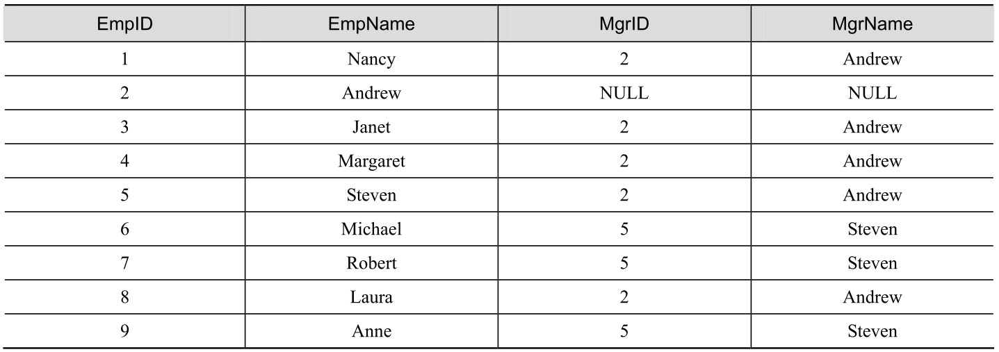 EmpID EmpName MgrID MgrName
1 Nancy 2 Andrew
2 Andrew NULL NULL
3 Janet 2 Andrew
4 Margaret 2 Andrew
5 Steven 2 Andrew
6 Michael 5 Steven
7 Robert 5 Steven
8 Laura 2 Andrew
9 Anne 5 Steven